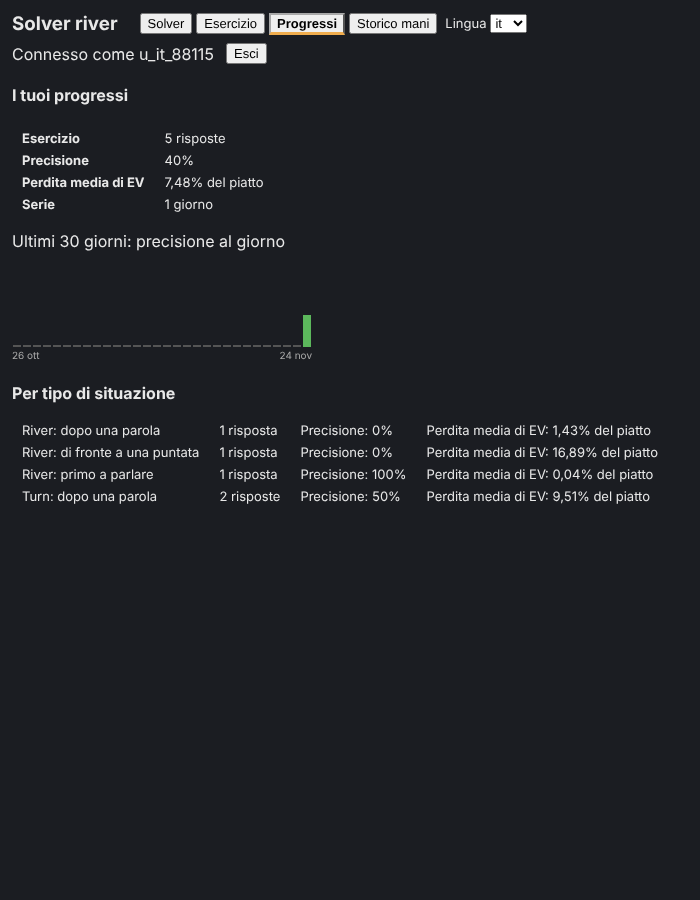 Solver river Solver Esercizio Progressi Storico mani Lingua it
Connesso come u_it_88115 Esci
I tuoi progressi
Esercizio 5 risposte
Precisione 40%
Perdita media di EV 7,48% del piatto
Serie 1 giorno
Ultimi 30 giorni: precisione al giorno
26 ott 24 nov
Per tipo di situazione
River: dopo una parola 1 risposta Precisione: 0% Perdita media di EV: 1,43% del piatto
River: di fronte a una puntata 1 risposta Precisione: 0% Perdita media di EV: 16,89% del piatto
River: primo a parlare 1 risposta Precisione: 100% Perdita media di EV: 0,04% del piatto
Turn: dopo una parola 2 risposte Precisione: 50% Perdita media di EV: 9,51% del piatto